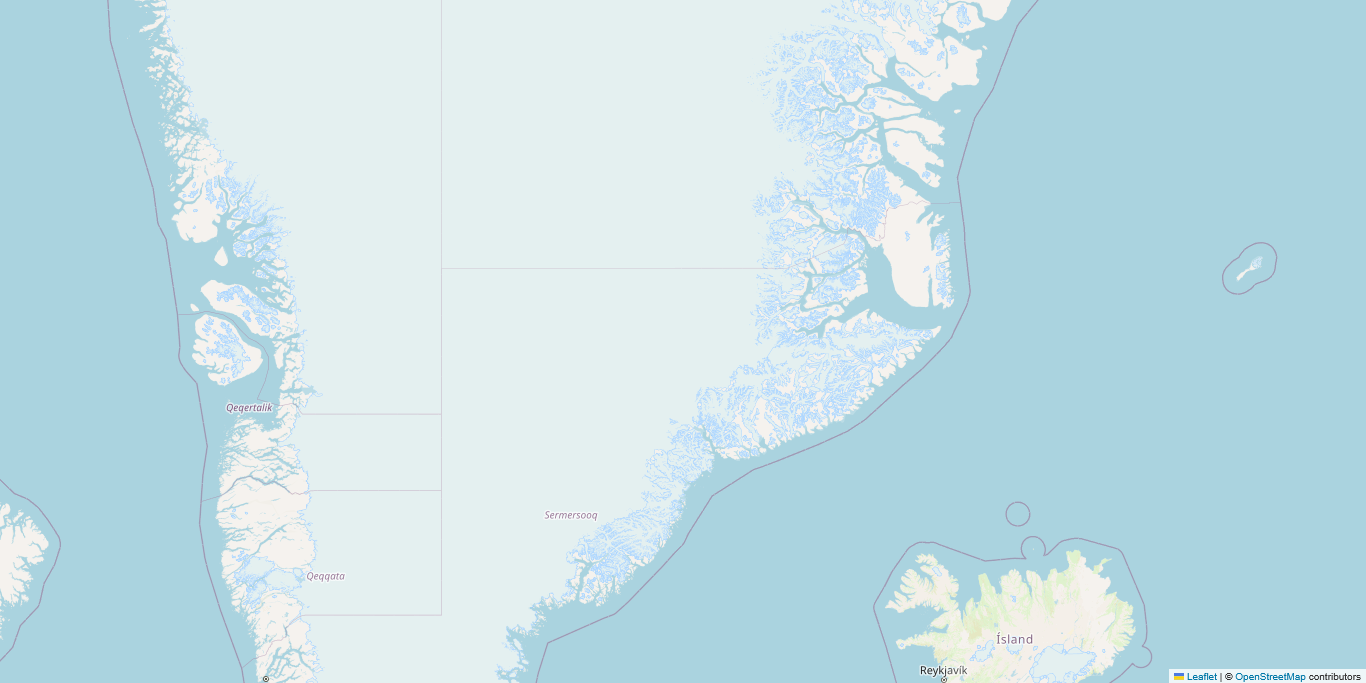 Qeqertalik
Sermersooq
Qeqqata
Ísland
Reykjavík
Leaflet | © OpenStreetMap contributors